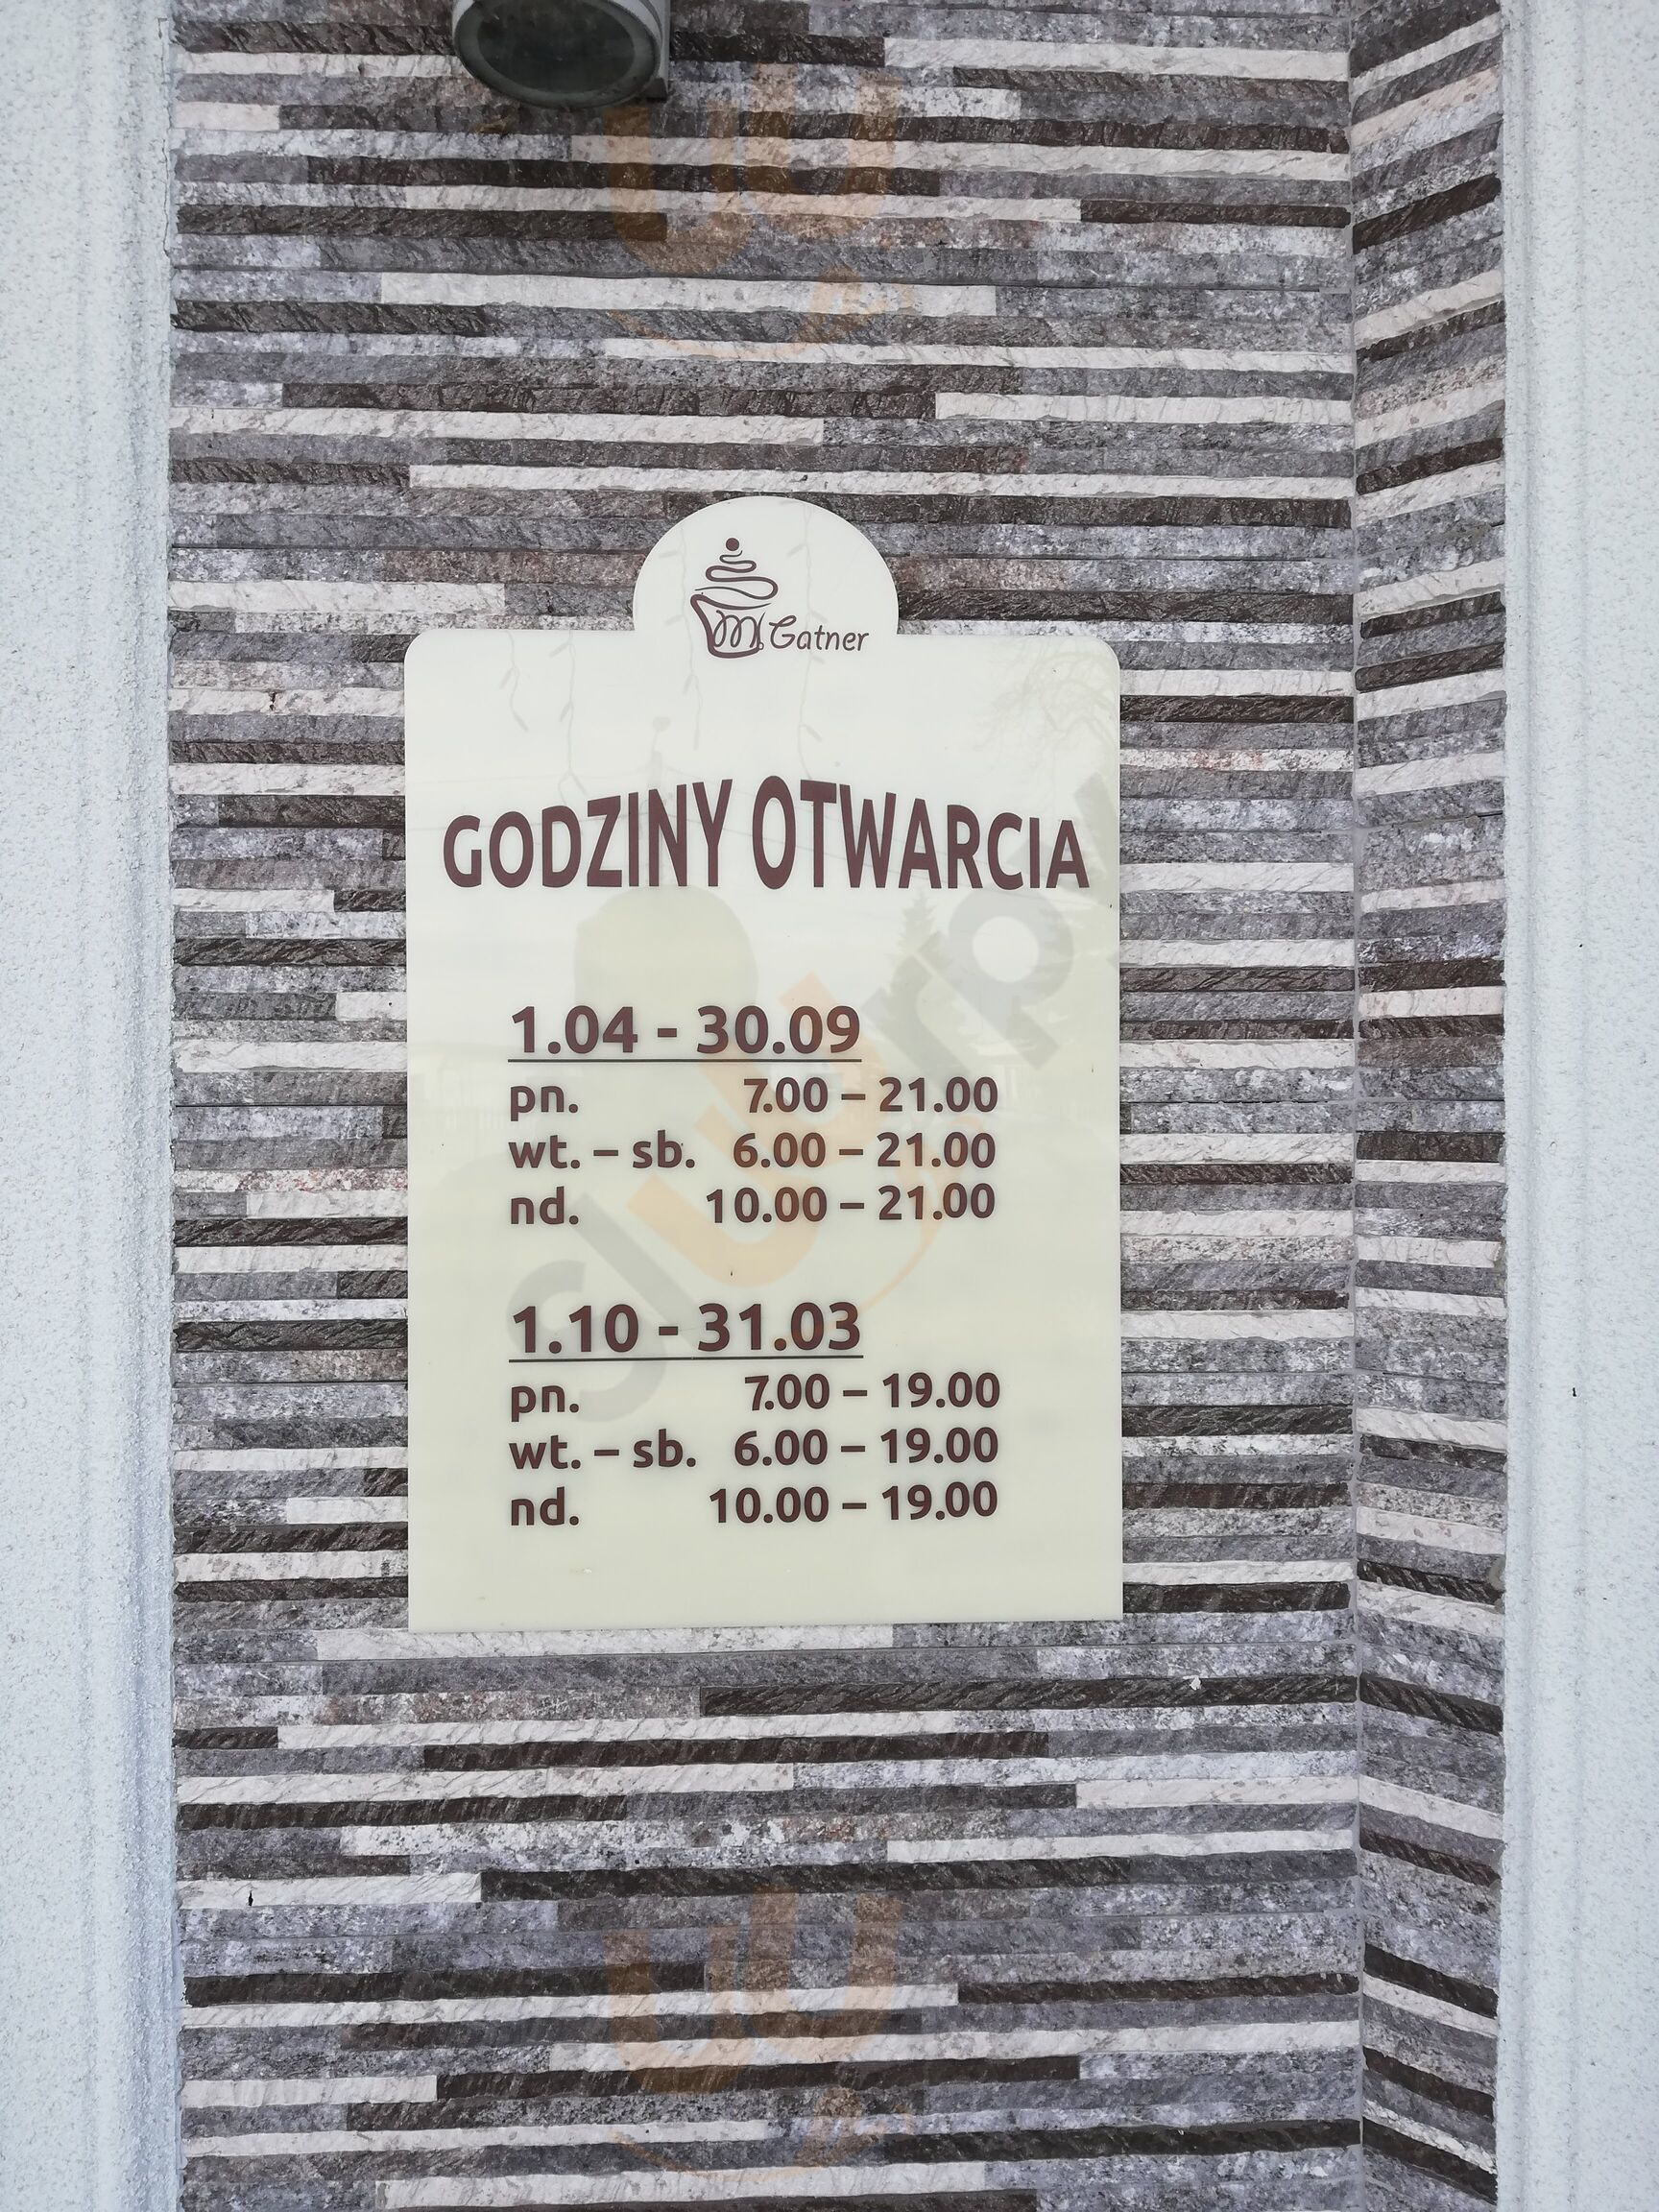 M. Gatner
GODZINY OTWARCIA
1.04 - 30.09
pn. 7.00 – 21.00
wt. – sb. 6.00 – 21.00
nd. 10.00 – 21.00
1.10 - 31.03
pn. 7.00 – 19.00
wt. – sb. 6.00 – 19.00
nd. 10.00 – 19.00
slurpy